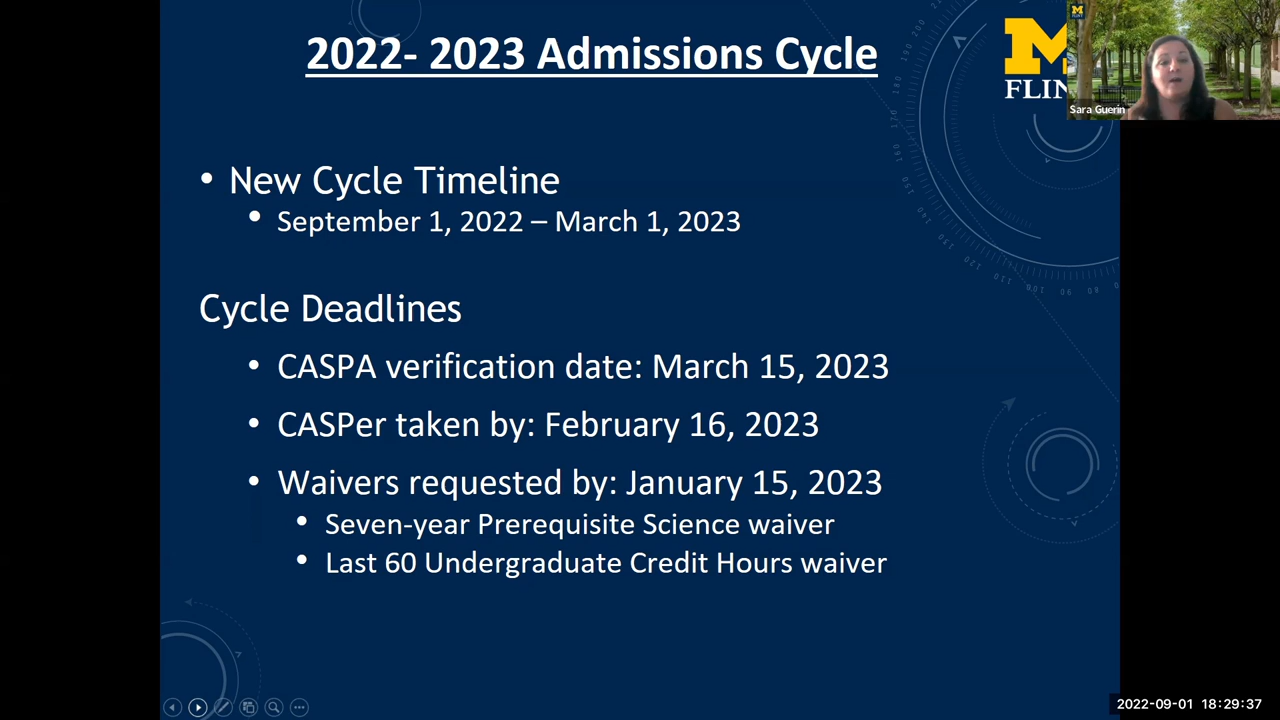 2022- 2023 Admissions Cycle
FLIN
Sara Guerin
• New Cycle Timeline
• September 1, 2022 – March 1, 2023
Cycle Deadlines
• CASPA verification date: March 15, 2023
• CASPer taken by: February 16, 2023
• Waivers requested by: January 15, 2023
• Seven-year Prerequisite Science waiver
• Last 60 Undergraduate Credit Hours waiver
2022-09-01 18:29:37